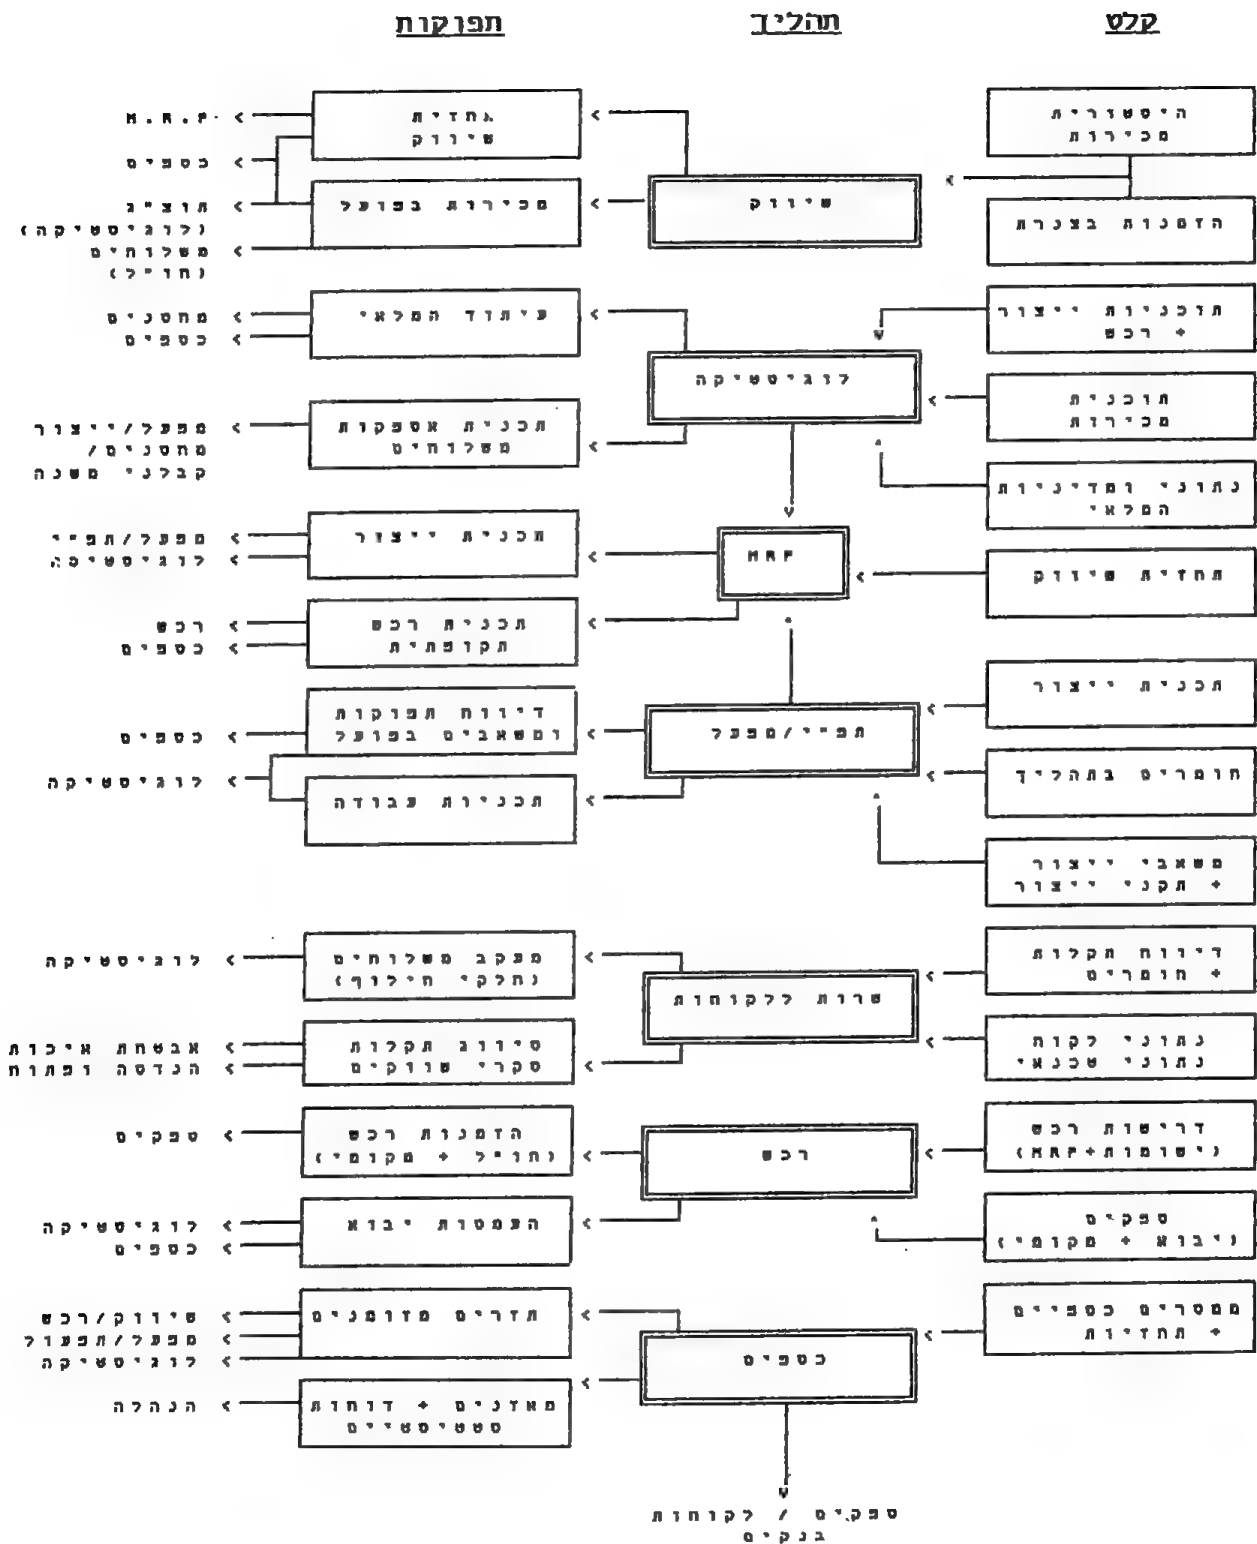 קלט
תהליך
תפוקות
היסטורית
מכירות
הזמנות בצנרת
שיווק
תחזית
שיווק
מכירות בפועל
M.R.P
כספים
תוצ"ג
(לוגיסטיקה)
משלוחים
(חו"ל)
תוכניות ייצור
+ רכש
תוכנית
מכירות
נתוני ומדיניות
המלאי
לוגיסטיקה
עיתוד המלאי
תכנית אספקות
משלוחים
מחסנים
כספים
מפעל/ייצור
מחסנים/
קבלני משנה
תחזית שיווק
MRP
תכנית ייצור
תכנית רכש
תקופתית
מפעל/תפ"י
לוגיסטיקה
רכש
כספים
תכנית ייצור
חומרים בתהליך
משאבי ייצור
+ תקני ייצור
תפ"י/מפעל
דיווח תפוקות
ומשאבים בפועל
תכניות עבודה
כספים
לוגיסטיקה
דיווח תקלות
+ חומרים
נתוני לקוח
נתוני טכנאי
שרות ללקוחות
מעקב משלוחים
(חלקי חילוף)
סיווג תקלות
סקרי שווקים
לוגיסטיקה
אבטחת איכות
הנדסה ופתוח
דרישות רכש
(ישומות+MRP)
ספקים
(יבוא + מקומי)
רכש
הזמנות רכש
(חו"ל + מקומי)
העמסות יבוא
ספקים
לוגיסטיקה
כספים
ממסרים כספיים
+ תחזיות
כספים
תזרים מזומנים
מאזנים + דוחות
סטטיסטיים
שיווק/רכש
מפעל/תפעול
לוגיסטיקה
הנהלה
ספקים / לקוחות
בנקים